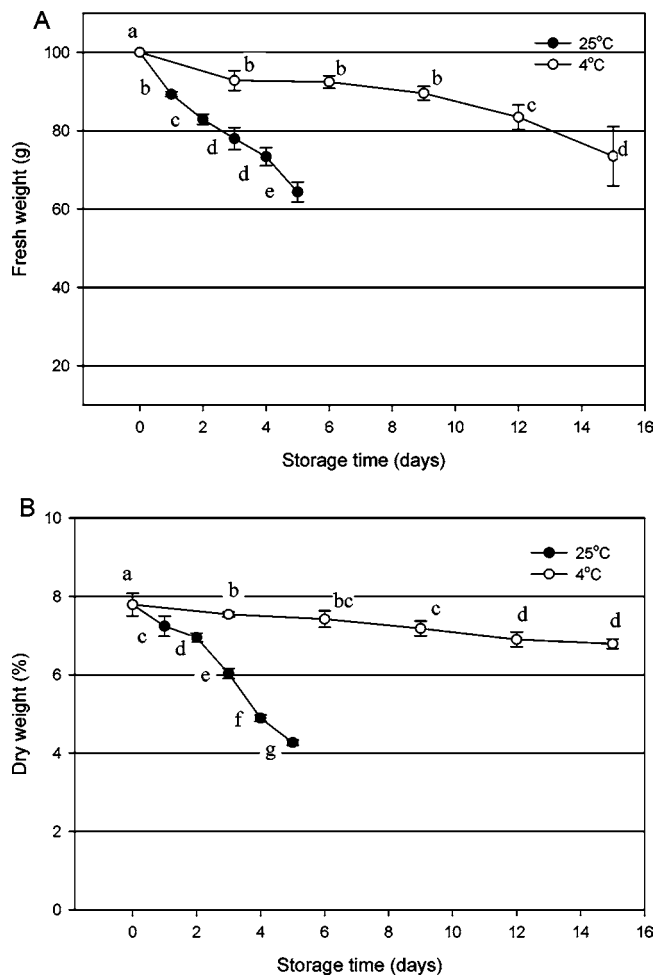 A
a
25°C
4°C
100
b
b
b
b
c
c
80
d
d
d
e
60
40
20
Fresh weight (g)
0 2 4 6 8 10 12 14 16
Storage time (days)
B
10
25°C
4°C
a
8
b
bc
c
d
d
c
d
6
e
f
4
g
2
0
Dry weight (%)
0 2 4 6 8 10 12 14 16
Storage time (days)